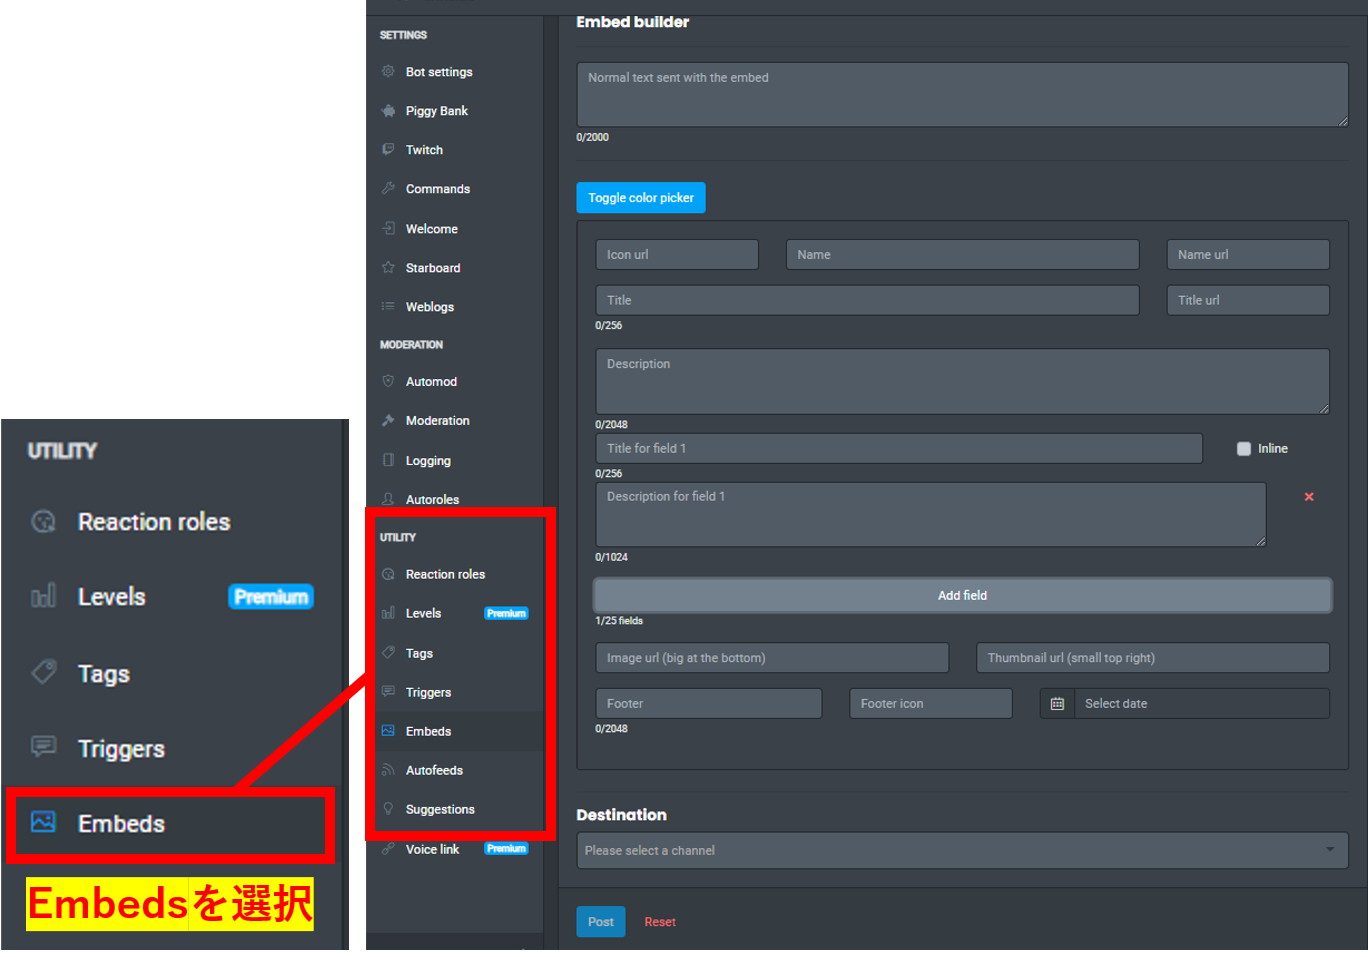 UTILITY
Reaction roles
Levels Premium
Tags
Triggers
Embeds
Embedsを選択
SETTINGS
Bot settings
Piggy Bank
Twitch
Commands
Welcome
Starboard
Weblogs
MODERATION
Automod
Moderation
Logging
Autoroles
UTILITY
Reaction roles
Levels Premium
Tags
Triggers
Embeds
Autofeeds
Suggestions
Voice link Premium
Embed builder
Normal text sent with the embed
0/2000
Toggle color picker
Icon url Name Name url
Title Title url
0/256
Description
0/2048
Title for field 1 Inline
0/256
Description for field 1
0/1024
Add field
1/25 fields
Image url (big at the bottom) Thumbnail url (small top right)
Footer Footer icon Select date
0/2048
Destination
Please select a channel
Post Reset